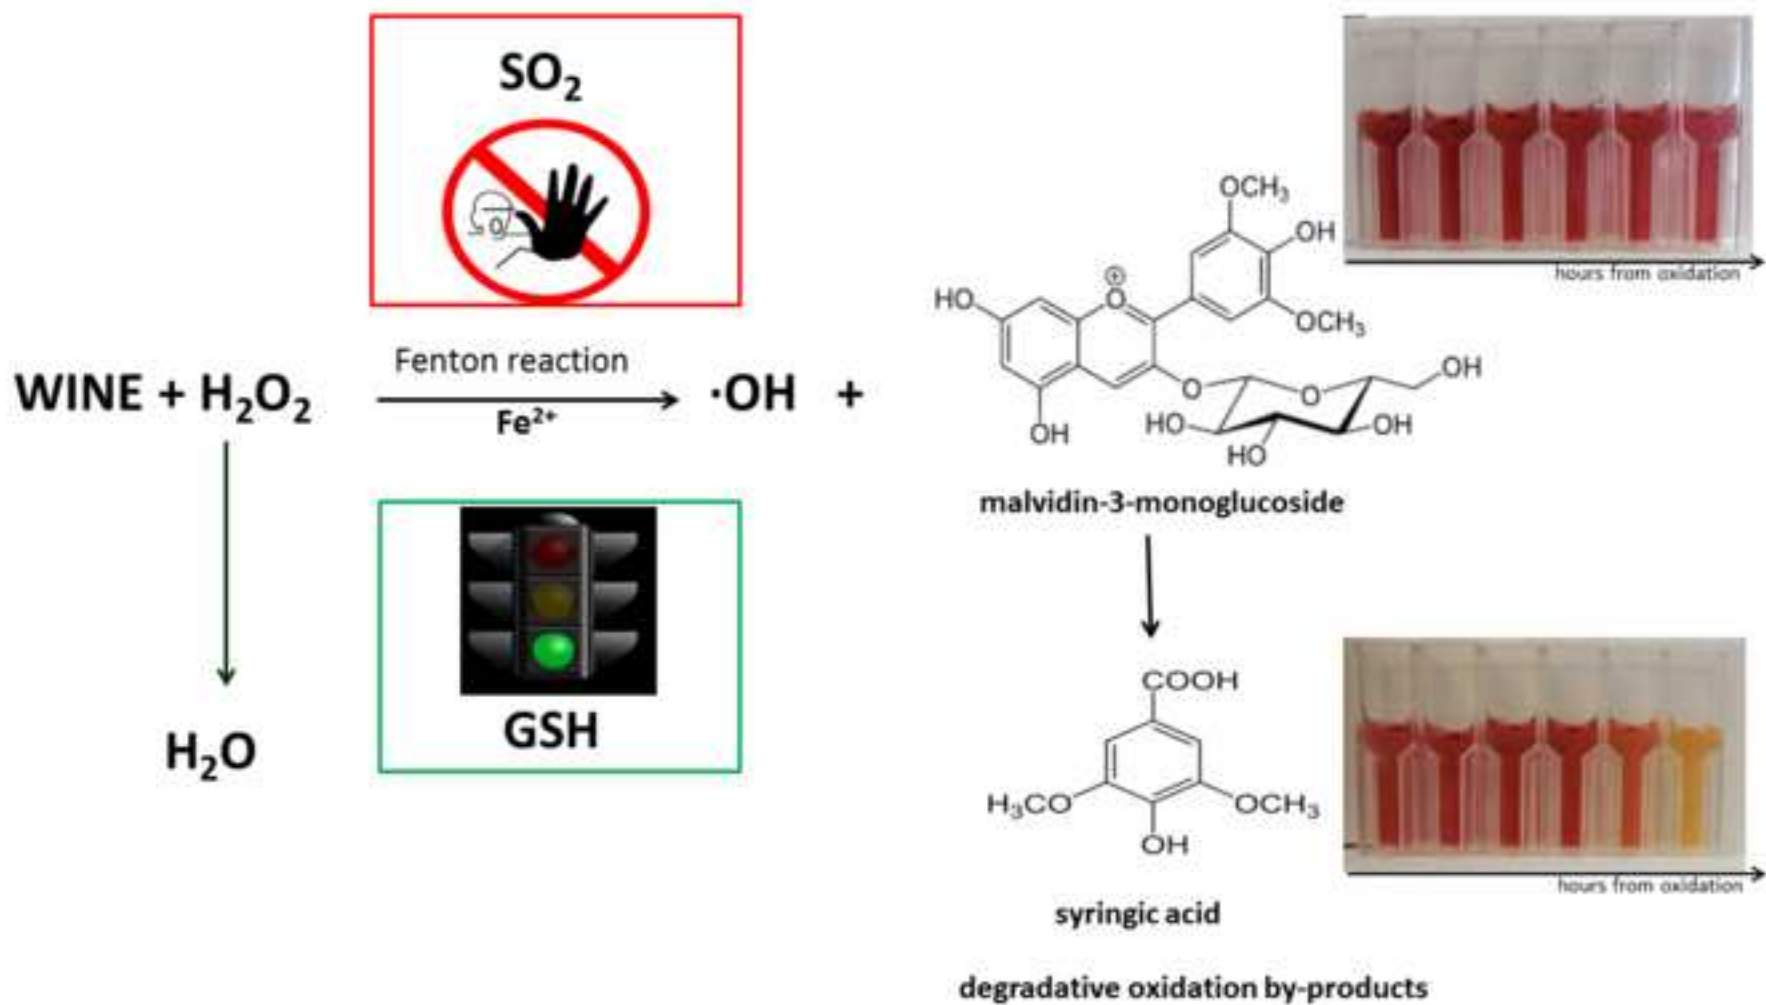 SO₂
WINE + H₂O₂
Fenton reaction
Fe²⁺
·OH +
H₂O
GSH
OCH₃
OH
OCH₃
HO
O
⊕
OH
O
O
OH
HO
OH
HO
malvidin-3-monoglucoside
hours from oxidation
COOH
H₃CO
OCH₃
OH
syringic acid
degradative oxidation by-products
hours from oxidation